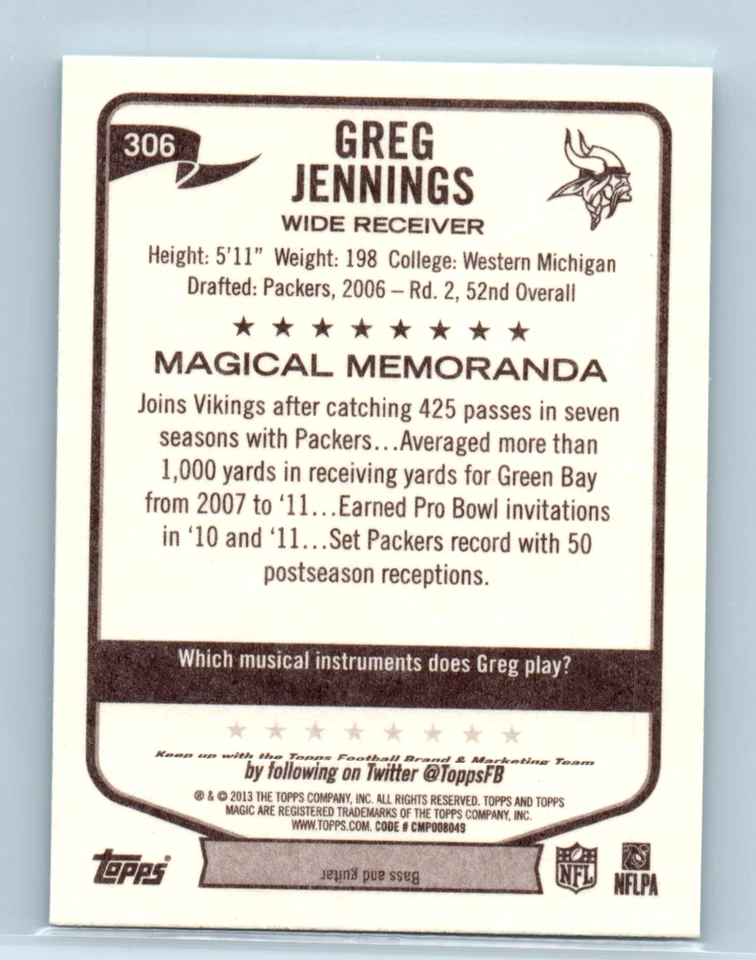 306
GREG
JENNINGS
WIDE RECEIVER
Height: 5'11” Weight: 198 College: Western Michigan
Drafted: Packers, 2006 – Rd. 2, 52nd Overall
MAGICAL MEMORANDA
Joins Vikings after catching 425 passes in seven
seasons with Packers...Averaged more than
1,000 yards in receiving yards for Green Bay
from 2007 to ‘11...Earned Pro Bowl invitations
in ‘10 and ‘11...Set Packers record with 50
postseason receptions.
Which musical instruments does Greg play?
Keep up with the Topps Football Brand & Marketing Team
by following on Twitter @ToppsFB
® & © 2013 THE TOPPS COMPANY, INC. ALL RIGHTS RESERVED. TOPPS AND TOPPS
MAGIC ARE REGISTERED TRADEMARKS OF THE TOPPS COMPANY, INC.
WWW.TOPPS.COM. CODE # CMP008049
Topps®
Bass and guitar
NFL
NFLPA